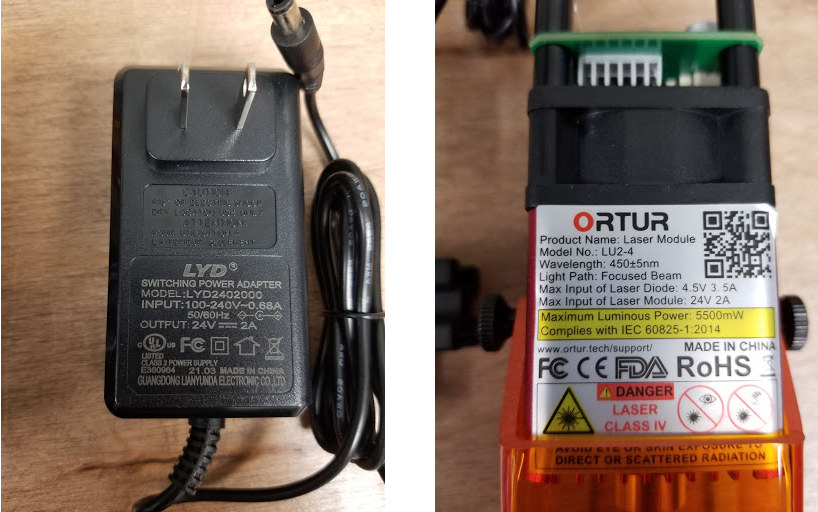 CAUTION
LYD®
SWITCHING POWER ADAPTER
MODEL:LYD2402000
INPUT:100-240V~0.68A
50/60Hz
OUTPUT: 24V⎓2A
c UL us FC
LISTED
CLASS 2 POWER SUPPLY
E360964 21.03 MADE IN CHINA
GUANGDONG LIANYUNDA ELECTRONIC CO.,LTD
ORTUR
Product Name: Laser Module
Model No.: LU2-4
Wavelength: 450±5nm
Light Path: Focused Beam
Max Input of Laser Diode: 4.5V 3.5A
Max Input of Laser Module: 24V 2A
Maximum Luminous Power: 5500mW
Complies with IEC 60825-1:2014
www.ortur.tech/support/ MADE IN CHINA
FC CE FDA RoHS
DANGER
LASER
CLASS IV
AVOID EYE OR SKIN EXPOSURE TO
DIRECT OR SCATTERED RADIATION